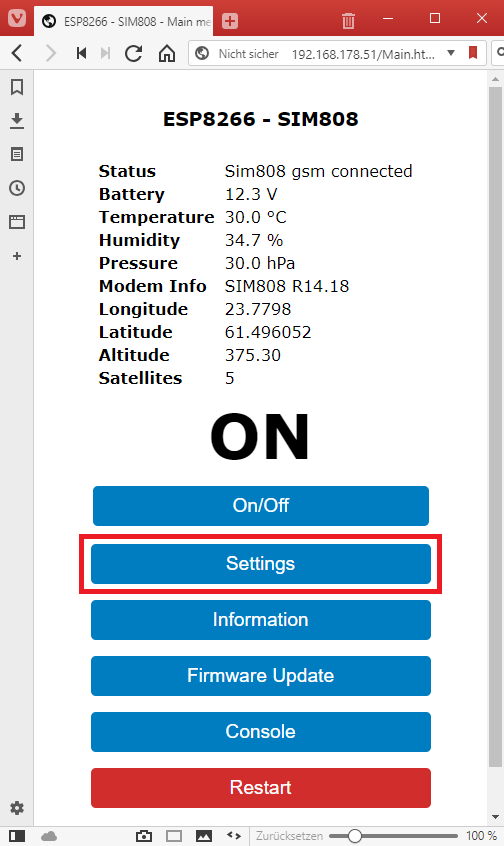 ESP8266 - SIM808 - Main me
Nicht sicher 192.168.178.51/Main.ht...
ESP8266 - SIM808
Status Sim808 gsm connected
Battery 12.3 V
Temperature 30.0 °C
Humidity 34.7 %
Pressure 30.0 hPa
Modem Info SIM808 R14.18
Longitude 23.7798
Latitude 61.496052
Altitude 375.30
Satellites 5
ON
On/Off
Settings
Information
Firmware Update
Console
Restart
Zurücksetzen 100 %